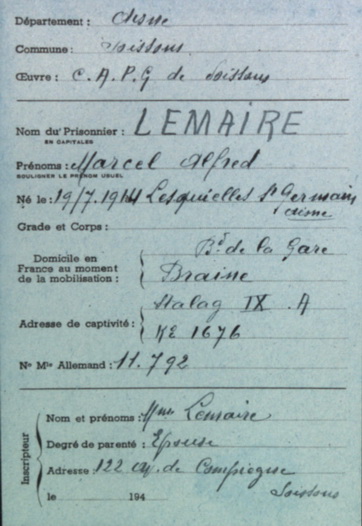 Département : Aisne
Commune : Soissons
Œuvre : C.A.P.G de Soissons
Nom du Prisonnier : LEMAIRE
EN CAPITALES
Prénoms : Marcel Alfred
SOULIGNER LE PRÉNOM USUEL
Né le : 19/7.1914 Lesquielles St Germain
Aisne
Grade et Corps :
Bd de la Gare
Domicile en
France au moment
de la mobilisation :
Braisne
Stalag IX . A
Adresse de captivité :
KE 1676
No Mle Allemand : 11.792
Inscripteur
Nom et prénoms : Mme Lemaire
Degré de parenté : Epouse
Adresse 122 av. de Compiègne
le 194 Soissons